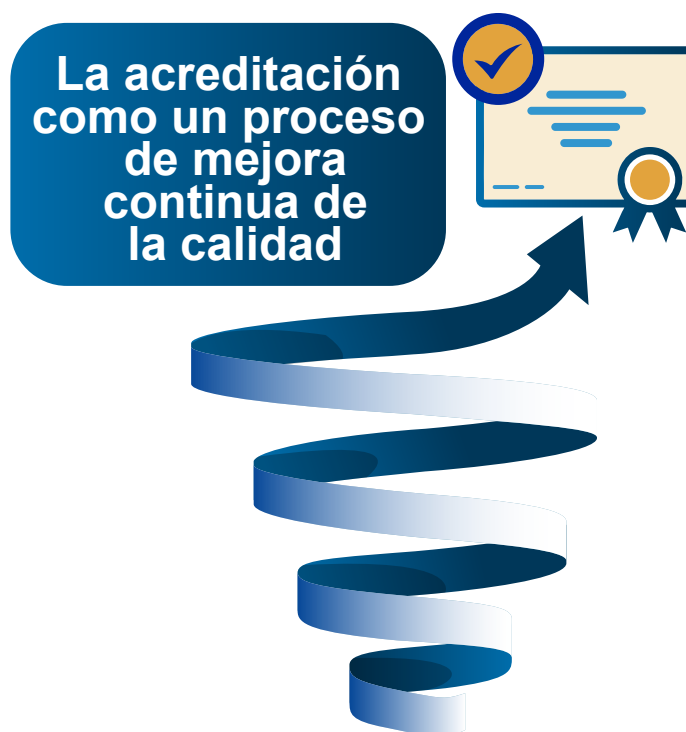 La acreditación
como un proceso
de mejora
continua de
la calidad